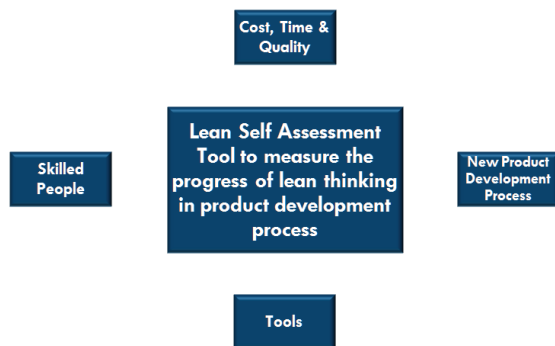 Cost, Time &
Quality
Lean Self Assessment
Tool to measure the
progress of lean thinking
in product development
process
Skilled
People
New Product
Development
Process
Tools